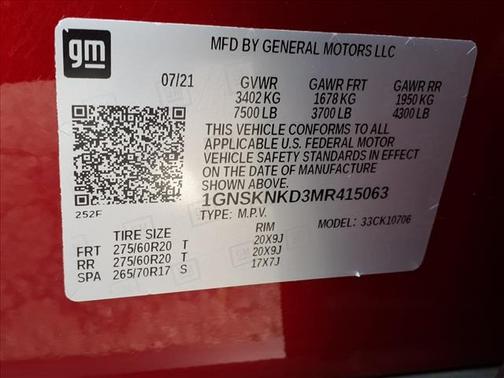 gm
MFD BY GENERAL MOTORS LLC
07/21 GVWR GAWR FRT GAWR RR
3402 KG 1678 KG 1950 KG
7500 LB 3700 LB 4300 LB
THIS VEHICLE CONFORMS TO ALL
APPLICABLE U.S. FEDERAL MOTOR
VEHICLE SAFETY STANDARDS IN EFFECT
ON THE DATE OF MANUFACTURE
SHOWN ABOVE.
1GNSKNKD3MR415063
252F
TYPE: M.P.V. MODEL: 33CK10706
TIRE SIZE RIM
FRT 275/60R20 T 20X9J
RR 275/60R20 T 20X9J
SPA 265/70R17 S 17X7J